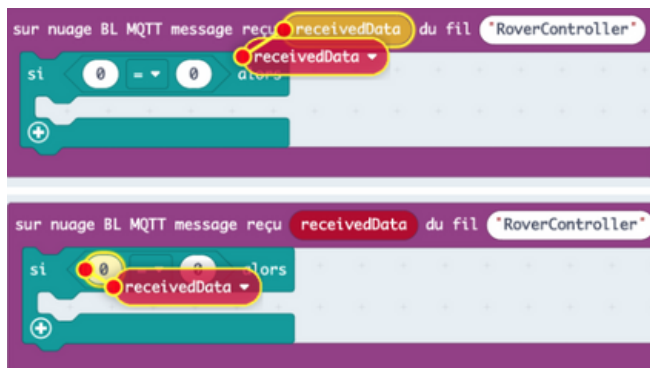 sur nuage BL MQTT message reçu receivedData du fil "RoverController"
receivedData
si 0 = 0 alors
sur nuage BL MQTT message reçu receivedData du fil "RoverController"
si 0 = 0 alors
receivedData